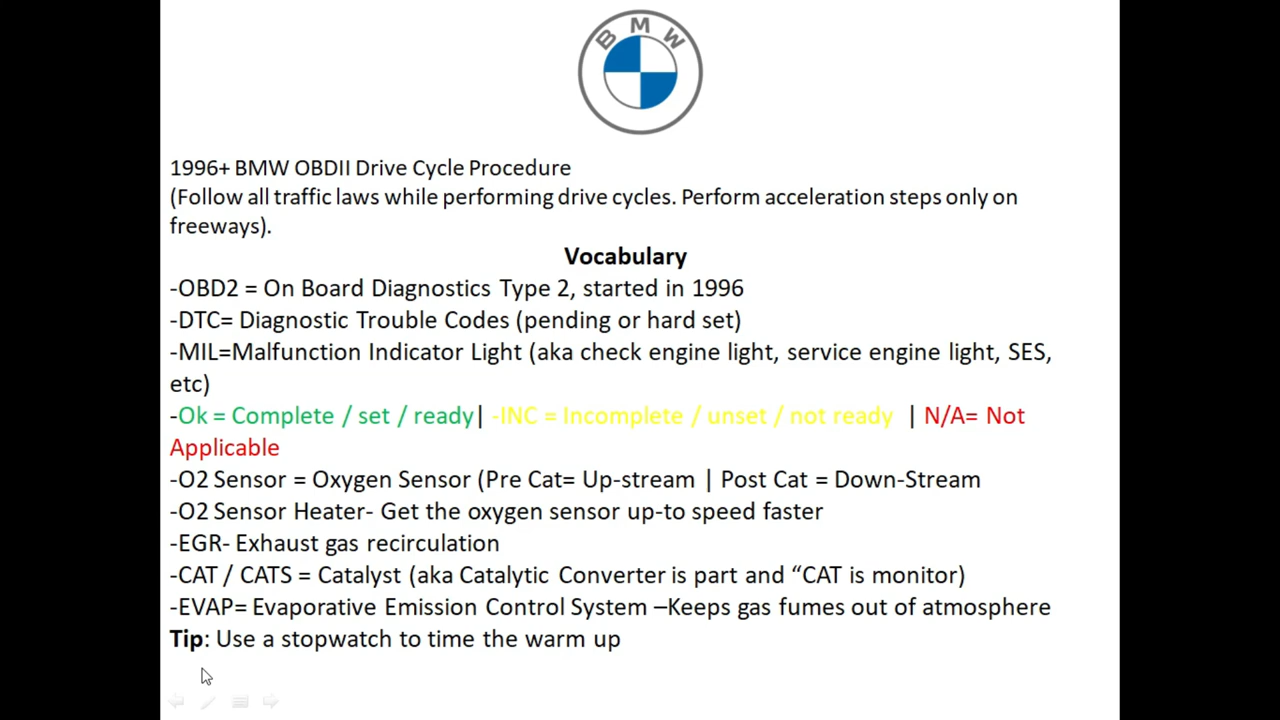 BMW
1996+ BMW OBDII Drive Cycle Procedure
(Follow all traffic laws while performing drive cycles. Perform acceleration steps only on
freeways).
Vocabulary
-OBD2 = On Board Diagnostics Type 2, started in 1996
-DTC= Diagnostic Trouble Codes (pending or hard set)
-MIL=Malfunction Indicator Light (aka check engine light, service engine light, SES,
etc)
-Ok = Complete / set / ready| -INC = Incomplete / unset / not ready | N/A= Not
Applicable
-O2 Sensor = Oxygen Sensor (Pre Cat= Up-stream | Post Cat = Down-Stream
-O2 Sensor Heater- Get the oxygen sensor up-to speed faster
-EGR- Exhaust gas recirculation
-CAT / CATS = Catalyst (aka Catalytic Converter is part and “CAT is monitor)
-EVAP= Evaporative Emission Control System –Keeps gas fumes out of atmosphere
Tip: Use a stopwatch to time the warm up